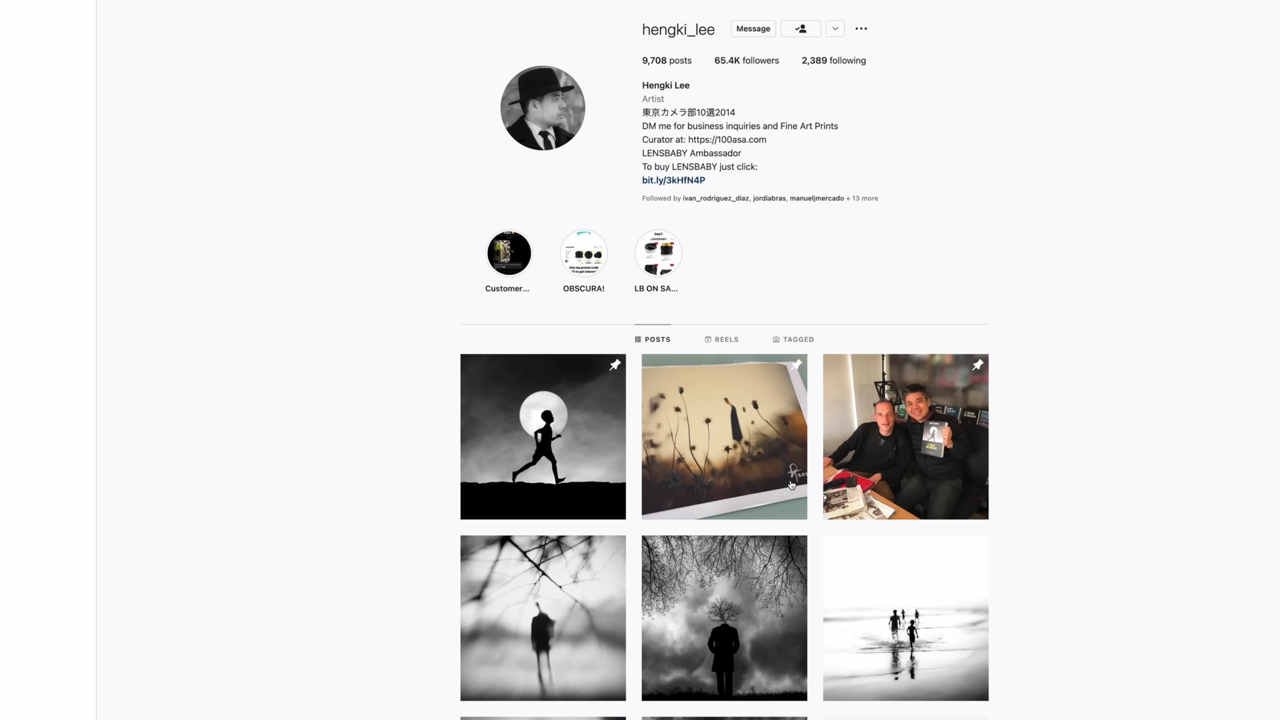 hengki_lee Message
9,708 posts 65.4K followers 2,389 following
Hengki Lee
Artist
東京カメラ部10選2014
DM me for business inquiries and Fine Art Prints
Curator at: https://100asa.com
LENSBABY Ambassador
To buy LENSBABY just click:
bit.ly/3kHfN4P
Followed by ivan_rodriguez_diaz, jordiabras, manueljmercado + 13 more
Customer... OBSCURA! LB ON SA...
POSTS REELS TAGGED